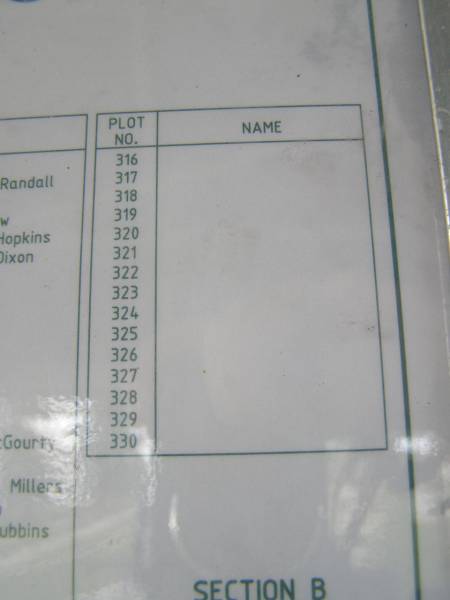 PLOT NO. NAME
316
Randall 317
318
w 319
Hopkins 320
Dixon 321
322
323
324
325
326
327
328
329
Gourty 330
Millers
ubbins
SECTION B